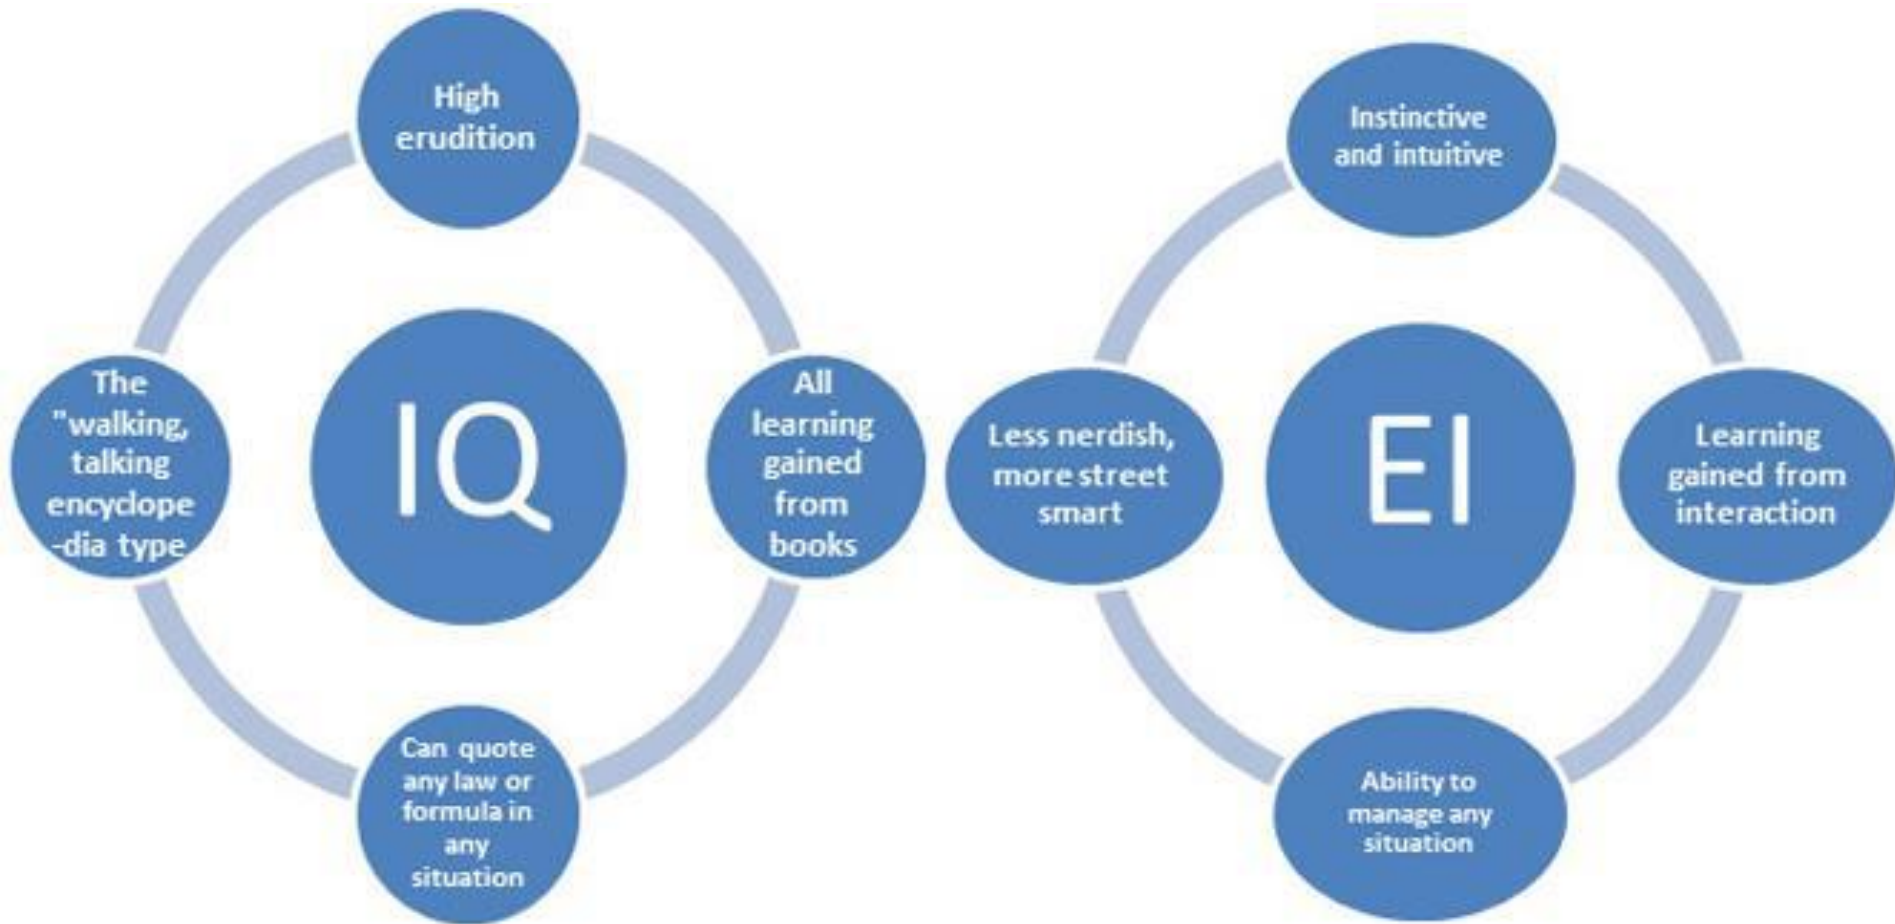 High
erudition
IQ
All
learning
gained
from
books
Can quote
any law or
formula in
any
situation
The
"walking,
talking
encyclope
-dia type
Instinctive
and intuitive
EI
Learning
gained from
interaction
Ability to
manage any
situation
Less nerdish,
more street
smart